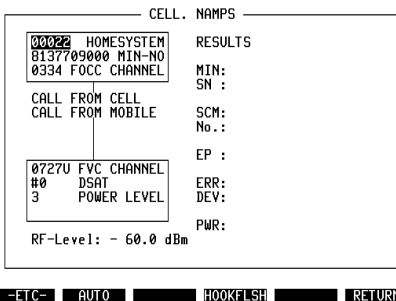 CELL. NAMPS
00022 HOMESYSTEM
8137709000 MIN-NO
0334 FOCC CHANNEL
CALL FROM CELL
CALL FROM MOBILE
0727U FVC CHANNEL
#0 DSAT
3 POWER LEVEL
RF-Level: - 60.0 dBm
RESULTS
MIN:
SN :
SCM:
No.:
EP :
ERR:
DEV:
PWR:
-ETC- AUTO HOOKFLSH RETURN